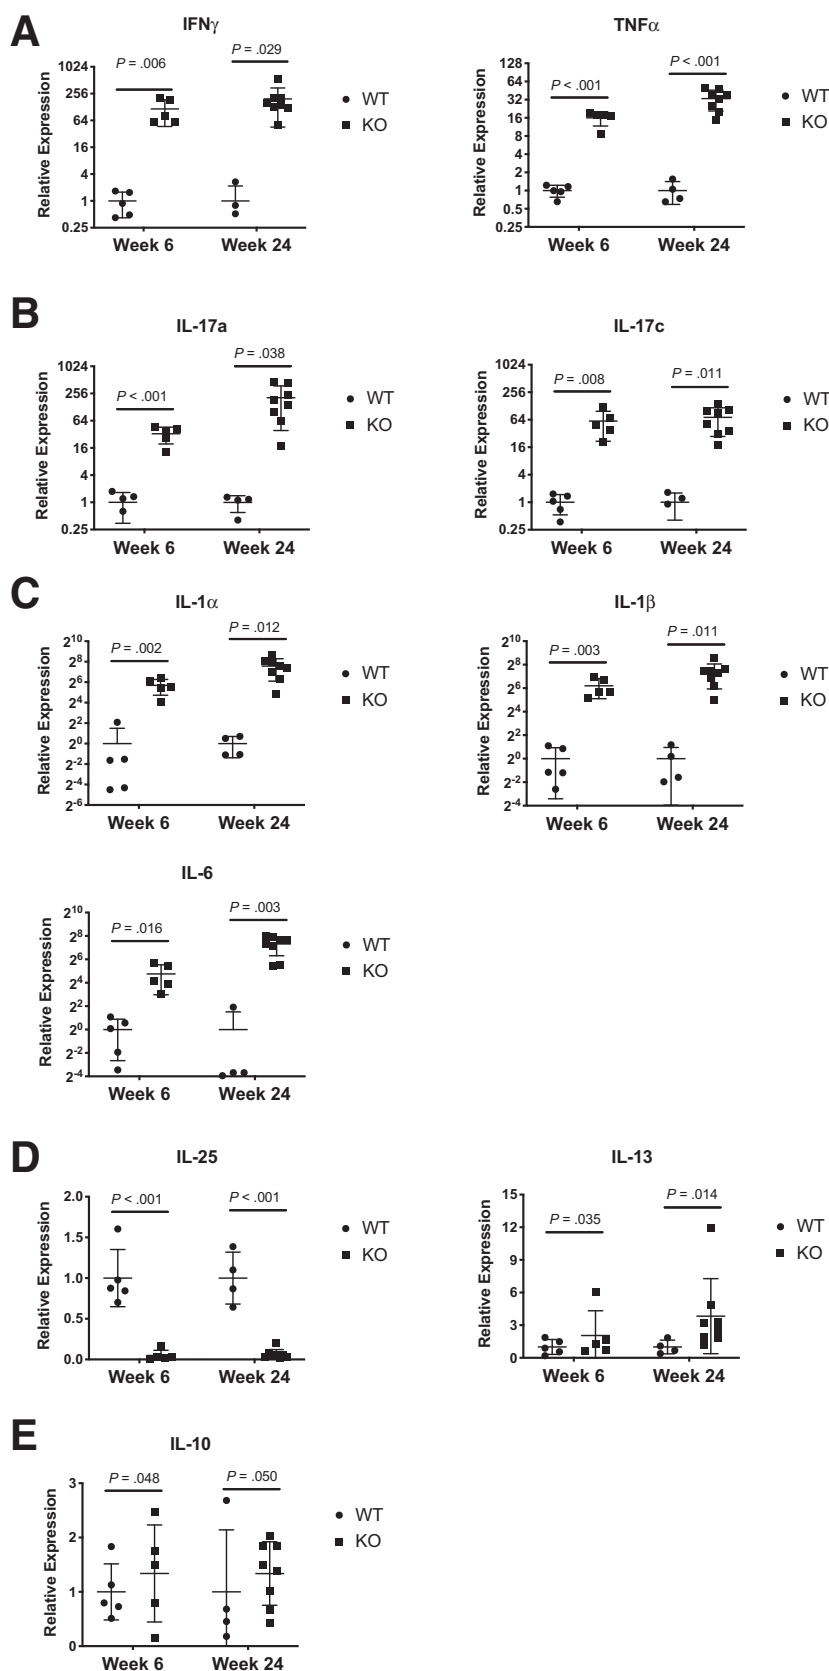 A
IFNγ
P = .006
P = .029
Relative Expression
1024
256
64
16
4
1
0.25
Week 6
Week 24
WT
KO
TNFα
P < .001
P < .001
Relative Expression
128
64
32
16
8
4
2
1
0.5
0.25
Week 6
Week 24
WT
KO
B
IL-17a
P < .001
P = .038
Relative Expression
1024
256
64
16
4
1
0.25
Week 6
Week 24
WT
KO
IL-17c
P = .008
P = .011
Relative Expression
1024
256
64
16
4
1
0.25
Week 6
Week 24
WT
KO
C
IL-1α
P = .002
P = .012
Relative Expression
2^10
2^8
2^6
2^4
2^2
2^0
2^-2
2^-4
2^-6
Week 6
Week 24
WT
KO
IL-1β
P = .003
P = .011
Relative Expression
2^10
2^8
2^6
2^4
2^2
2^0
2^-2
2^-4
Week 6
Week 24
WT
KO
IL-6
P = .016
P = .003
Relative Expression
2^10
2^8
2^6
2^4
2^2
2^0
2^-2
2^-4
Week 6
Week 24
WT
KO
D
IL-25
P < .001
P < .001
Relative Expression
2.0
1.5
1.0
0.5
0.0
Week 6
Week 24
WT
KO
IL-13
P = .035
P = .014
Relative Expression
15
12
9
6
3
0
Week 6
Week 24
WT
KO
E
IL-10
P = .048
P = .050
Relative Expression
3
2
1
0
Week 6
Week 24
WT
KO